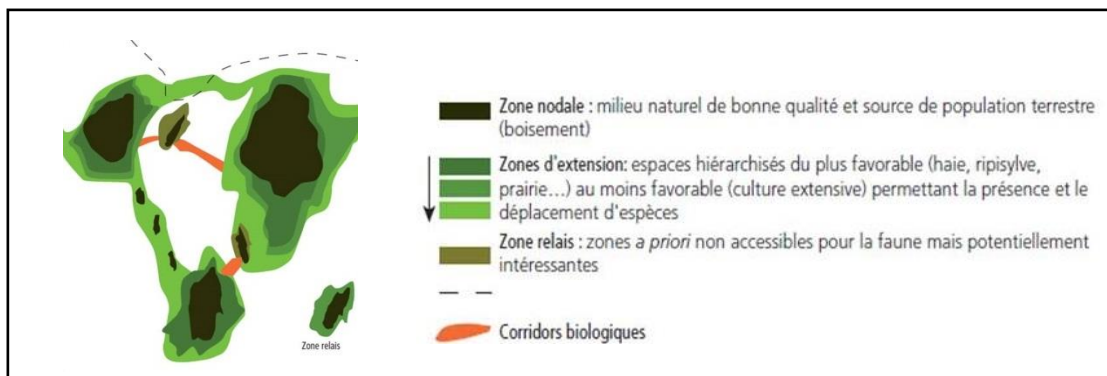 Zone nodale : milieu naturel de bonne qualité et source de population terrestre
(boisement)
Zones d'extension: espaces hiérarchisés du plus favorable (haie, ripisylve,
prairie...) au moins favorable (culture extensive) permettant la présence et le
déplacement d'espèces
Zone relais : zones a priori non accessibles pour la faune mais potentiellement
intéressantes
Corridors biologiques
Zone relais